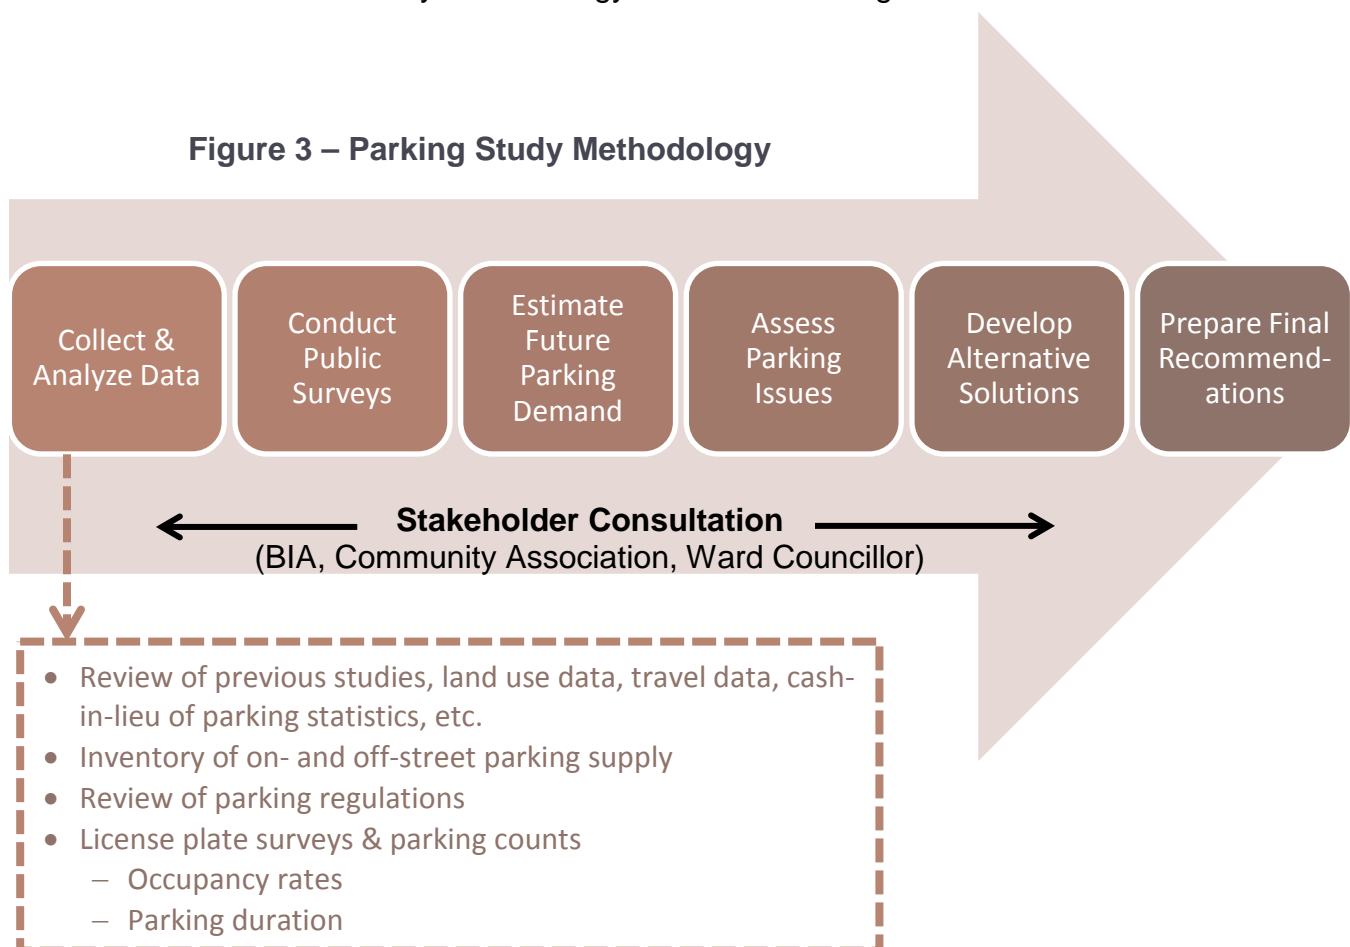 Figure 3 – Parking Study Methodology
Collect &
Analyze Data
Conduct
Public
Surveys
Estimate
Future
Parking
Demand
Assess
Parking
Issues
Develop
Alternative
Solutions
Prepare Final
Recommend-
ations
Stakeholder Consultation
(BIA, Community Association, Ward Councillor)
• Review of previous studies, land use data, travel data, cash-
in-lieu of parking statistics, etc.
• Inventory of on- and off-street parking supply
• Review of parking regulations
• License plate surveys & parking counts
– Occupancy rates
– Parking duration